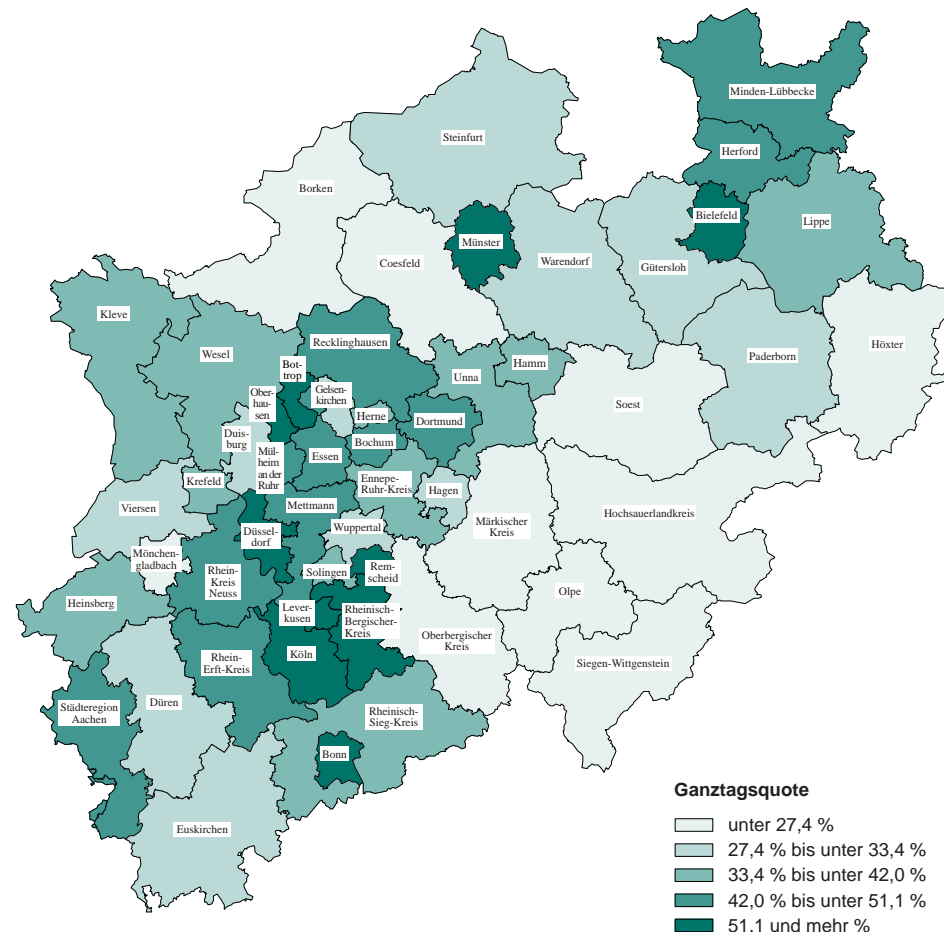 Minden-Lübbecke
Steinfurt
Herford
Borken
Bielefeld
Lippe
Münster
Coesfeld
Warendorf
Gütersloh
Kleve
Höxter
Recklinghausen
Wesel
Paderborn
Bot-
trop
Hamm
Unna
Ober-
hau-
sen
Gelsen-
kirchen
Soest
Herne
Dortmund
Duis-
burg
Bochum
Essen
Mül-
heim
an der
Ruhr
Krefeld
Ennepe-
Ruhr-Kreis
Hagen
Viersen
Mettmann
Hochsauerlandkreis
Wuppertal
Märkischer
Kreis
Düssel-
dorf
Mönchen-
gladbach
Rem-
scheid
Solingen
Rhein-
Kreis
Neuss
Olpe
Heinsberg
Lever-
kusen
Rheinisch-
Bergischer-
Kreis
Oberbergischer
Kreis
Köln
Rhein-
Erft-Kreis
Siegen-Wittgenstein
Düren
Städteregion
Aachen
Rheinisch-
Sieg-Kreis
Bonn
Euskirchen
Ganztagsquote
unter 27,4 %
27,4 % bis unter 33,4 %
33,4 % bis unter 42,0 %
42,0 % bis unter 51,1 %
51,1 und mehr %